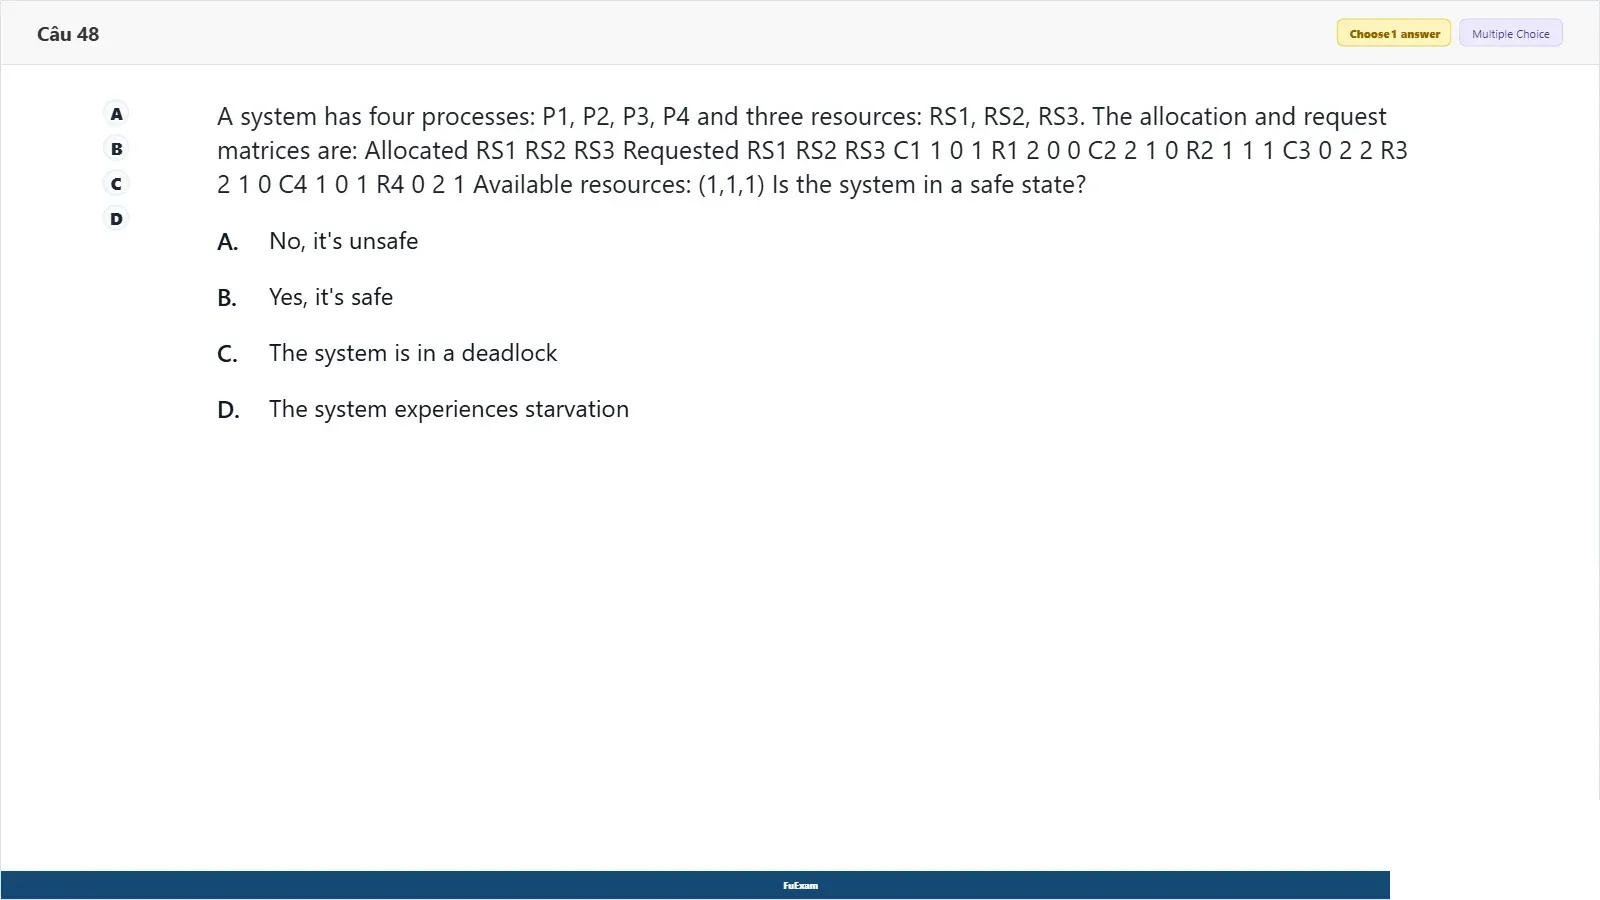 Câu 48
Choose1 answer
Multiple Choice
A
B
C
D
A system has four processes: P1, P2, P3, P4 and three resources: RS1, RS2, RS3. The allocation and request
matrices are: Allocated RS1 RS2 RS3 Requested RS1 RS2 RS3 C1 1 0 1 R1 2 0 0 C2 2 1 0 R2 1 1 1 C3 0 2 2 R3
2 1 0 C4 1 0 1 R4 0 2 1 Available resources: (1,1,1) Is the system in a safe state?
A. No, it's unsafe
B. Yes, it's safe
C. The system is in a deadlock
D. The system experiences starvation
FuExam